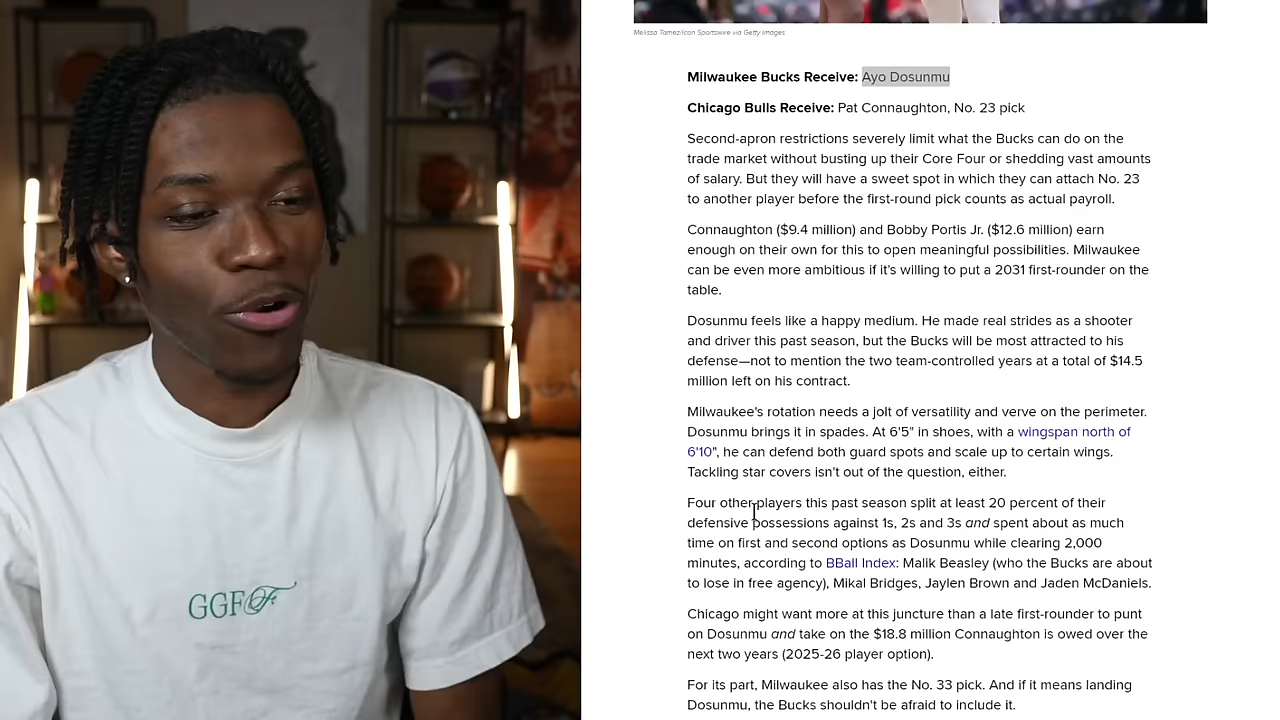 Melissa Tamez/Icon Sportswire via Getty Images
Milwaukee Bucks Receive: Ayo Dosunmu
Chicago Bulls Receive: Pat Connaughton, No. 23 pick
Second-apron restrictions severely limit what the Bucks can do on the
trade market without busting up their Core Four or shedding vast amounts
of salary. But they will have a sweet spot in which they can attach No. 23
to another player before the first-round pick counts as actual payroll.
Connaughton ($9.4 million) and Bobby Portis Jr. ($12.6 million) earn
enough on their own for this to open meaningful possibilities. Milwaukee
can be even more ambitious if it's willing to put a 2031 first-rounder on the
table.
Dosunmu feels like a happy medium. He made real strides as a shooter
and driver this past season, but the Bucks will be most attracted to his
defense—not to mention the two team-controlled years at a total of $14.5
million left on his contract.
Milwaukee's rotation needs a jolt of versatility and verve on the perimeter.
Dosunmu brings it in spades. At 6'5" in shoes, with a wingspan north of
6'10", he can defend both guard spots and scale up to certain wings.
Tackling star covers isn't out of the question, either.
Four other players this past season split at least 20 percent of their
defensive possessions against 1s, 2s and 3s and spent about as much
time on first and second options as Dosunmu while clearing 2,000
minutes, according to BBall Index: Malik Beasley (who the Bucks are about
to lose in free agency), Mikal Bridges, Jaylen Brown and Jaden McDaniels.
Chicago might want more at this juncture than a late first-rounder to punt
on Dosunmu and take on the $18.8 million Connaughton is owed over the
next two years (2025-26 player option).
For its part, Milwaukee also has the No. 33 pick. And if it means landing
Dosunmu, the Bucks shouldn't be afraid to include it.
GGF